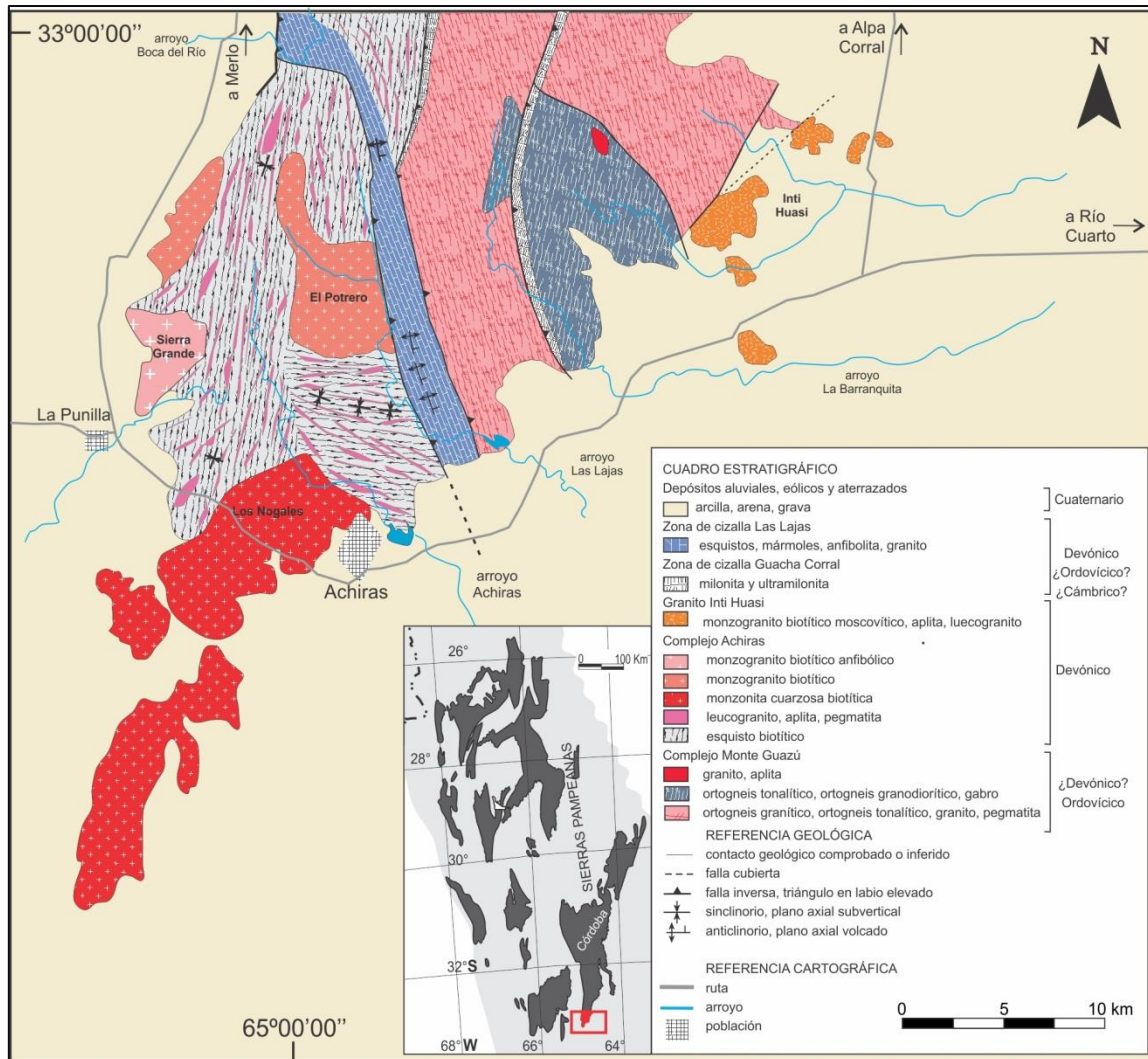 33º00'00''
arroyo
Boca del Río
a Merlo
a Alpa
Corral
N
Inti
Huasi
a Río
Cuarto
El Potrero
Sierra
Grande
La Punilla
arroyo
La Barranquita
arroyo
Las Lajas
Los Nogales
Achiras
arroyo
Achiras
65º00'00''
CUADRO ESTRATIGRÁFICO
Depósitos aluviales, eólicos y aterrazados
arcilla, arena, grava
Cuaternario
Zona de cizalla Las Lajas
esquistos, mármoles, anfibolita, granito
Zona de cizalla Guacha Corral
milonita y ultramilonita
Devónico
¿Ordovícico?
¿Cámbrico?
Granito Inti Huasi
monzogranito biotítico moscovítico, aplita, luecogranito
Complejo Achiras
monzogranito biotítico anfibólico
monzogranito biotítico
monzonita cuarzosa biotítica
leucogranito, aplita, pegmatita
esquisto biotítico
Devónico
Complejo Monte Guazú
granito, aplita
ortogneis tonalítico, ortogneis granodiorítico, gabro
ortogneis granítico, ortogneis tonalítico, granito, pegmatita
¿Devónico?
Ordovícico
REFERENCIA GEOLÓGICA
contacto geológico comprobado o inferido
falla cubierta
falla inversa, triángulo en labio elevado
sinclinorio, plano axial subvertical
anticlinorio, plano axial volcado
REFERENCIA CARTOGRÁFICA
ruta
arroyo
población
0 5 10 km
26°
0 100 Km
28°
30°
32°S
68°W
66°
64°
SIERRAS PAMPEANAS
Córdoba